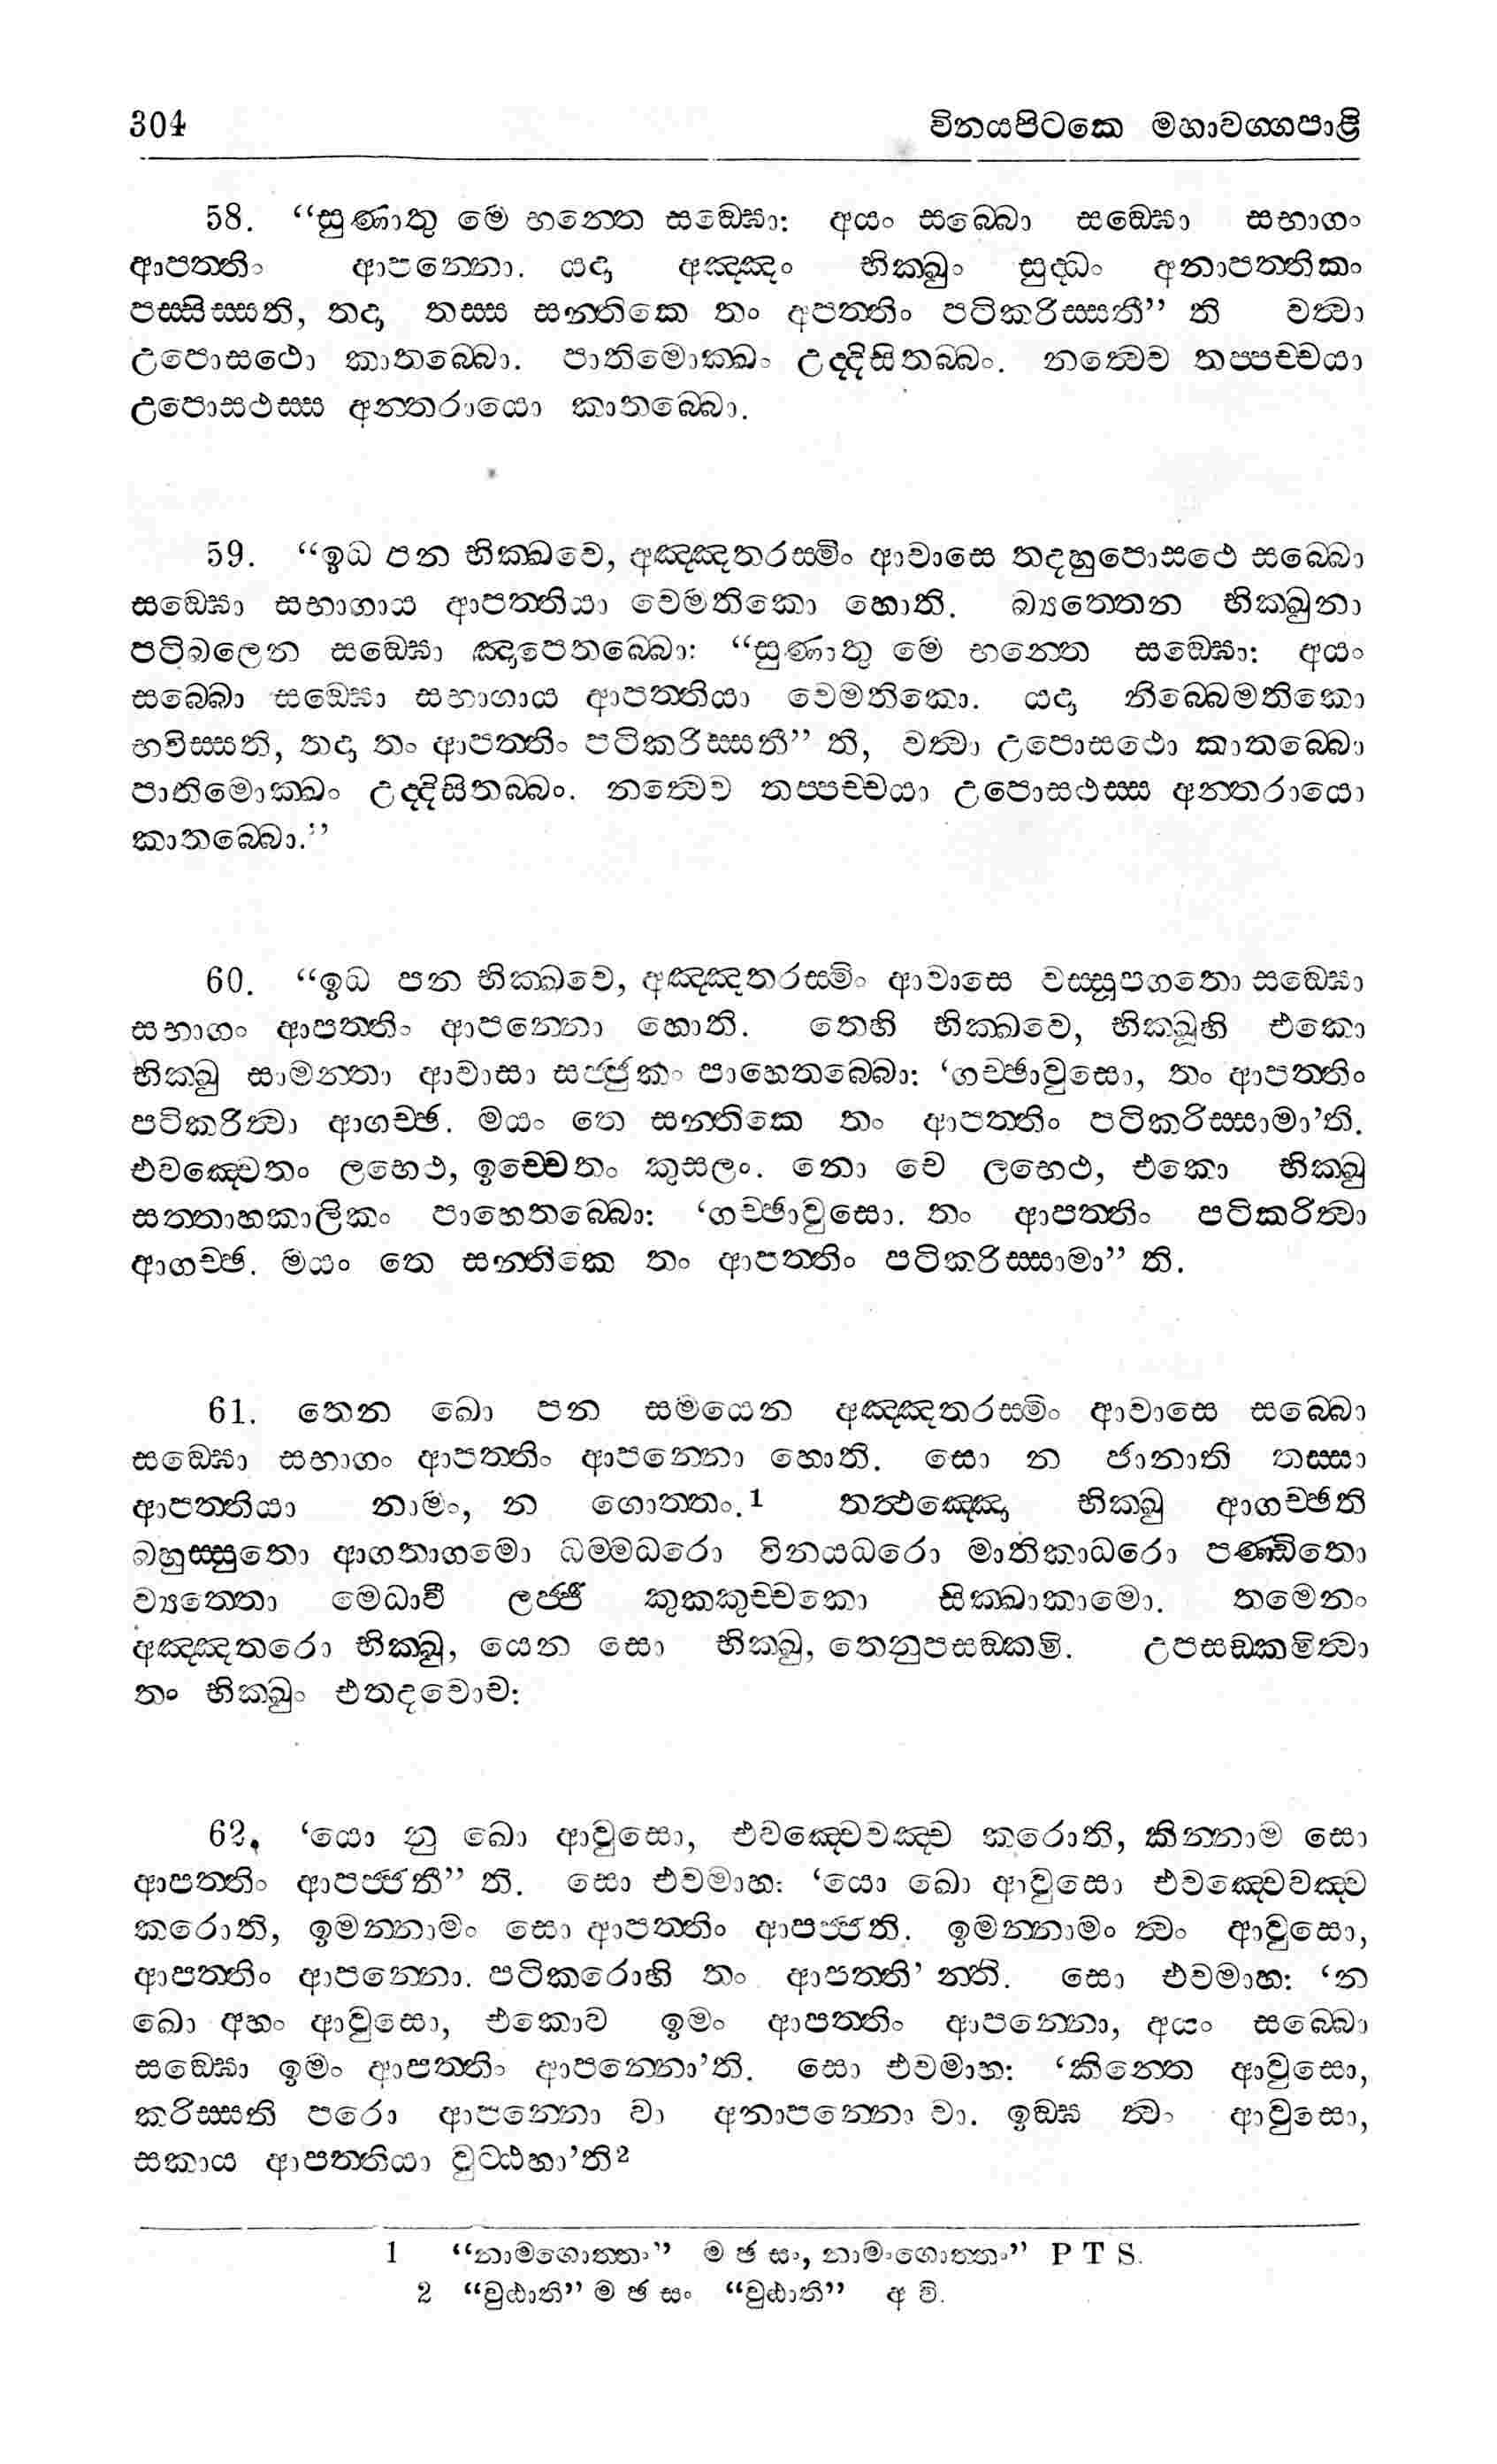 304 විනයපිටකෙ මහාවග්ගපාළි
58. “සුණාතු මෙ භන්තෙ සඞ්ඝො: අයං සබ්බො සඞ්ඝො සභාගං
ආපත්තිං ආපන්නො. යදා අඤ්ඤං භික්ඛුං සුද්ධං අනාපත්තිකං
පස්සිස්සති, තදා තස්ස සන්තිකෙ තං අපත්තිං පටිකරිස්සතී” ති වත්වා
උපොසථො කාතබ්බො. පාතිමොක්ඛං උද්දිසිතබ්බං. නත්වෙව තප්පච්චයා
උපොසථස්ස අන්තරායො කාතබ්බො.
59. “ඉධ පන භික්ඛවෙ, අඤ්ඤතරස්මිං ආවාසෙ තදහුපොසථෙ සබ්බො
සඞ්ඝො සභාගාය ආපත්තියා වෙමතිකො හොති. බ්‍යත්තෙන භික්ඛුනා
පටිබලෙන සඞ්ඝො ඤාපෙතබ්බො: “සුණාතු මෙ භන්තෙ සඞ්ඝො: අයං
සබ්බො සඞ්ඝො සභාගාය ආපත්තියා වෙමතිකො. යදා නිබ්බෙමතිකො
භවිස්සති, තදා තං ආපත්තිං පටිකරිස්සතී” ති, වත්වා උපොසථො කාතබ්බො
පාතිමොක්ඛං උද්දිසිතබ්බං. නත්වෙව තප්පච්චයා උපොසථස්ස අන්තරායො
කාතබ්බො.”
60. “ඉධ පන භික්ඛවෙ, අඤ්ඤතරස්මිං ආවාසෙ වස්සූපගතො සඞ්ඝො
සභාගං ආපත්තිං ආපන්නො හොති. තෙහි භික්ඛවෙ, භික්ඛූහි එකො
භික්ඛු සාමන්තා ආවාසා සජ්ජුකං පාහෙතබ්බො: ‘ගච්ඡාවුසො, තං ආපත්තිං
පටිකරිත්වා ආගච්ඡ. මයං තෙ සන්තිකෙ තං ආපත්තිං පටිකරිස්සාමා’ති.
එවඤ්චෙතං ලභෙථ, ඉච්චෙතං කුසලං. නො චෙ ලභෙථ, එකො භික්ඛු
සත්තාහකාලිකං පාහෙතබ්බො: ‘ගච්ඡාවුසො. තං ආපත්තිං පටිකරිත්වා
ආගච්ඡ. මයං තෙ සන්තිකෙ තං ආපත්තිං පටිකරිස්සාමා” ති.
61. තෙන ඛො පන සමයෙන අඤ්ඤතරස්මිං ආවාසෙ සබ්බො
සඞ්ඝො සභාගං ආපත්තිං ආපන්නො හොති. සො න ජානාති තස්සා
ආපත්තියා නාමං, න ගොත්තං.1 තත්ථඤ්ඤො භික්ඛු ආගච්ඡති
බහුස්සුතො ආගතාගමො ධම්මධරො විනයධරො මාතිකාධරො පණ්ඩිතො
ව්‍යත්තො මෙධාවී ලජ්ජී කුක්කුච්චකො සික්ඛාකාමො. තමෙනං
අඤ්ඤතරො භික්ඛු, යෙන සො භික්ඛු, තෙනුපසඞ්කමි. උපසඞ්කමිත්වා
තං භික්ඛුං එතදවොච:
62, ‘යො නු ඛො ආවුසො, එවඤ්චෙවඤ්ච කරොති, කින්නාම සො
ආපත්තිං ආපජ්ජතී” ති. සො එවමාහ: ‘යො ඛො ආවුසො එවඤ්චෙවඤ්ච
කරොති, ඉමන්නාමං සො ආපත්තිං ආපජ්ජති. ඉමන්නාමං ත්වං ආවුසො,
ආපත්තිං ආපන්නො. පටිකරොහි තං ආපත්ති’ න්ති. සො එවමාහ: ‘න
ඛො අහං ආවුසො, එකොව ඉමං ආපත්තිං ආපන්නො, අයං සබ්බො
සඞ්ඝො ඉමං ආපත්තිං ආපන්නො’ති. සො එවමාහ: ‘කින්තෙ ආවුසො,
කරිස්සති පරො ආපන්නො වා අනාපන්නො වා. ඉඞ්ඝ ත්වං ආවුසො,
සකාය ආපත්තියා වුට්ඨහා’ති2
1 “නාමගොත්තං” ම ඡ සං, නාමංගොත්තං” P T S.
2 “වුට්ඨාති” ම ඡ සං “වුට්ඨාති” අ වි.